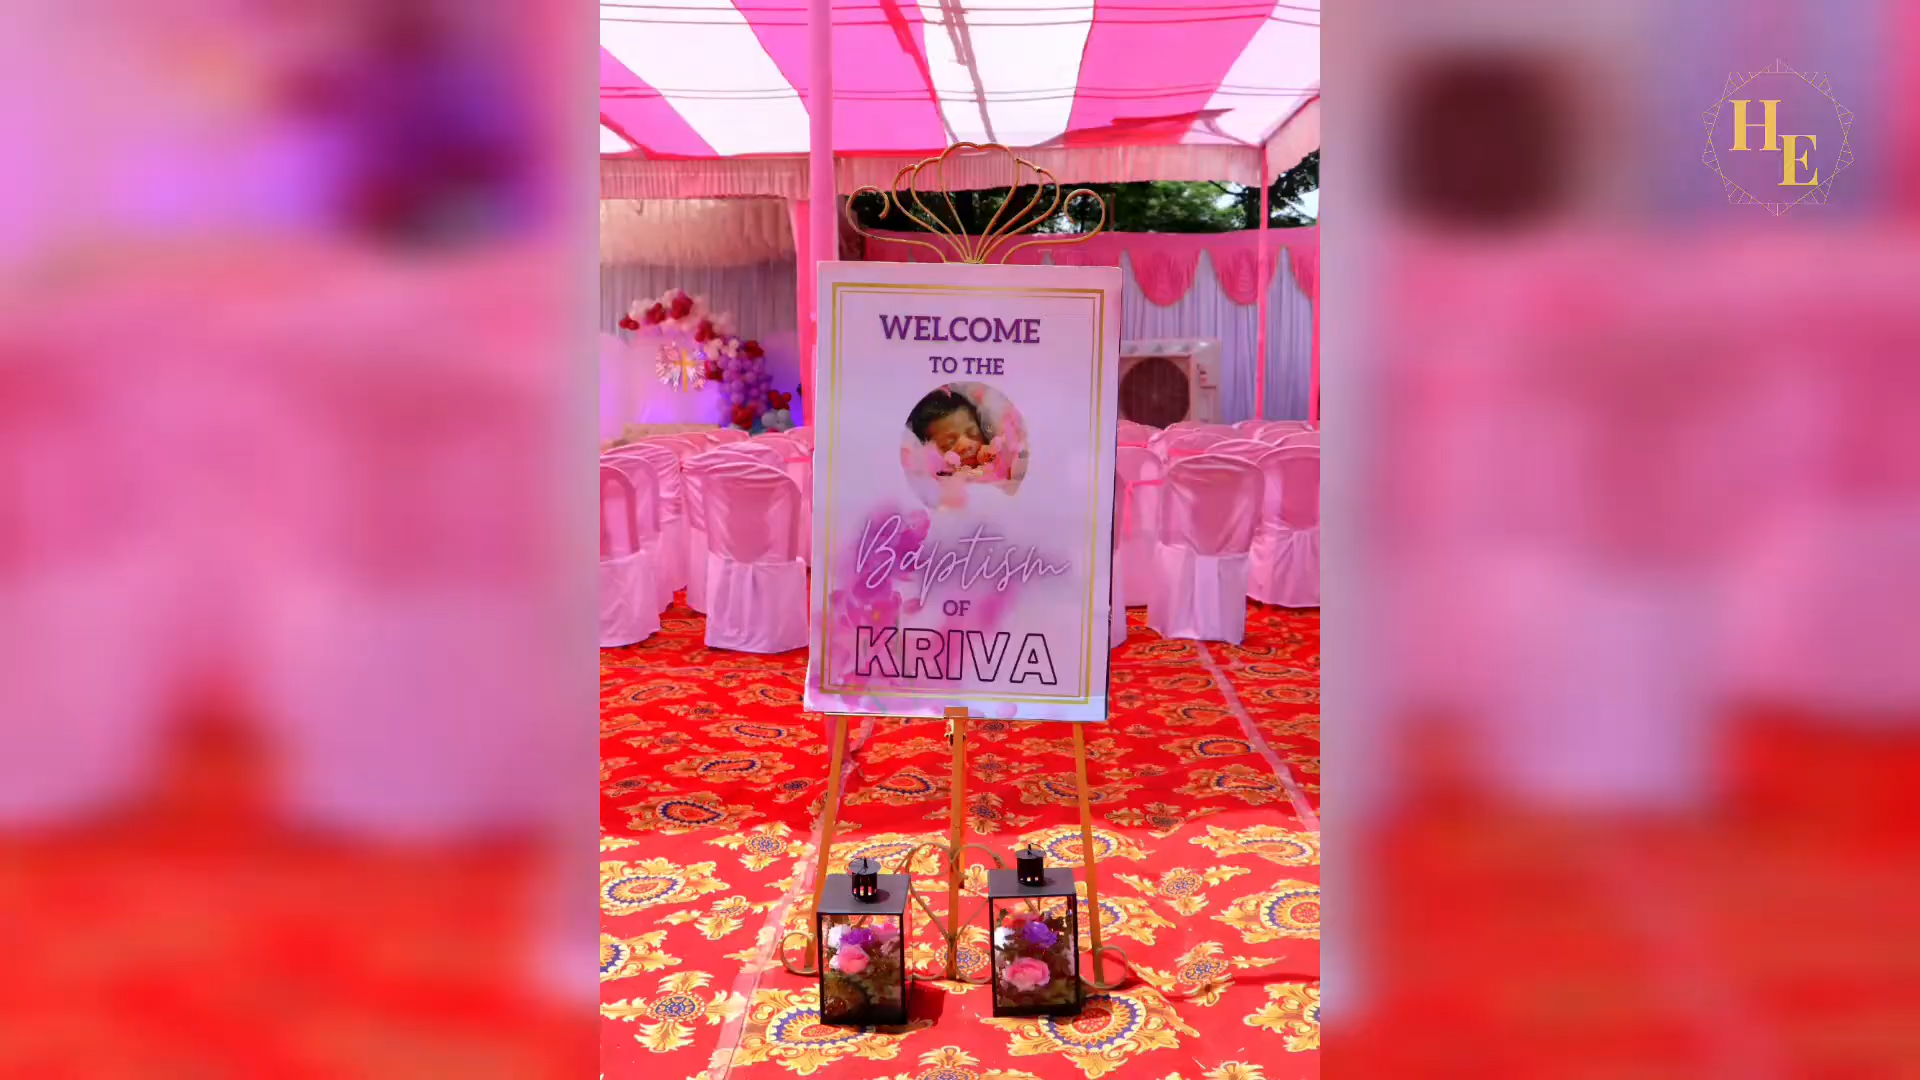 WELCOME
TO THE
Baptism
OF
KRIVA
HE